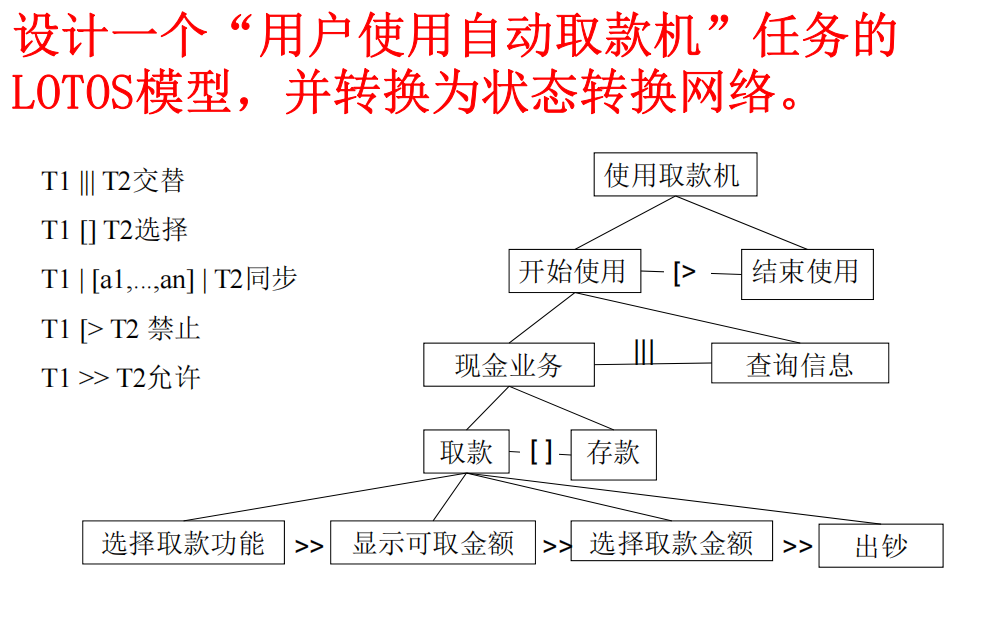 设计一个“用户使用自动取款机”任务的
LOTOS模型，并转换为状态转换网络。
T1 ||| T2交替
T1 [] T2选择
T1 | [a1,...,an] | T2同步
T1 [> T2 禁止
T1 >> T2允许
使用取款机
开始使用 [> 结束使用
现金业务 ||| 查询信息
取款 [ ] 存款
选择取款功能 >> 显示可取金额 >> 选择取款金额 >> 出钞